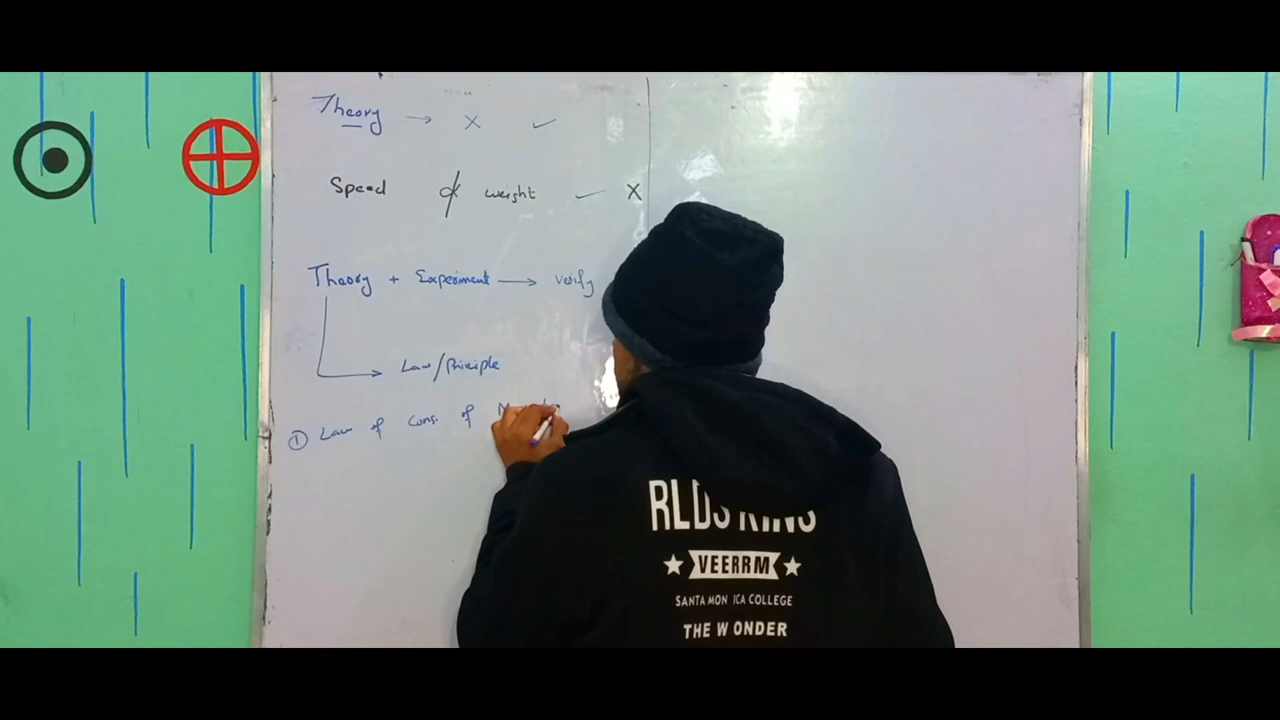 Theory → × ✓
Speed ∝̸ weight ✓ X
Theory + Experiment → verify
→ Law/Principle
① Law of Cons. of
RLDS KING
VEERRM
SANTA MON ICA COLLEGE
THE W ONDER